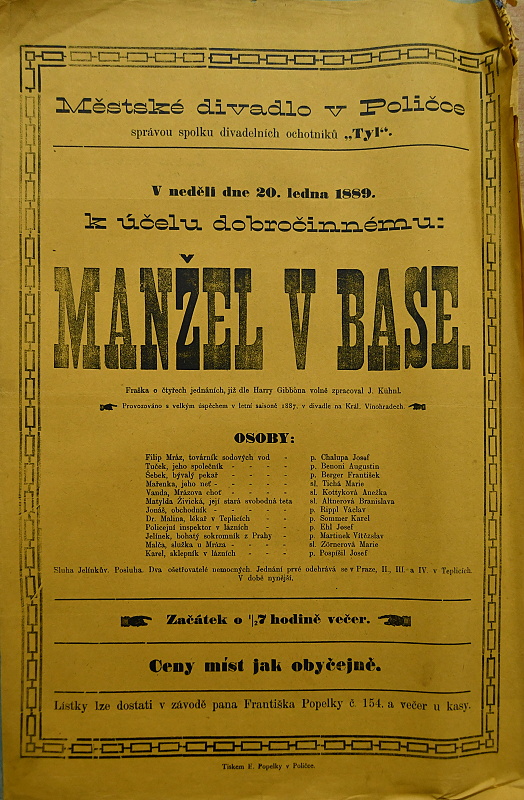 Městské divadlo v Poličce
správou spolku divadelních ochotníků „Tyl“.
V neděli dne 20. ledna 1889.
k účelu dobročinnému:
MANŽEL V BASE.
Fraška o čtyřech jednáních, již dle Harry Gibbóna volně zpracoval J. Kühnl.
Provozováno s velkým úspěchem v letní saisoně 1887. v divadle na Král. Vinohradech.
OSOBY:
Filip Mráz, továrník sodových vod - p. Chalupa Josef
Tuček, jeho společník - - - - p. Benoni Augustin
Šebek, bývalý pekař - - - - p. Berger František
Mařenka, jeho neť - - - - - sl. Tichá Marie
Vanda, Mrázova choť - - - - sl. Kottyková Anežka
Matylda Živická, její stará svobodná teta sl. Altnerová Branislava
Jonáš, obchodník - - - - - p. Rippl Václav
Dr. Malina, lékař v Teplicích - - p. Sommer Karel
Policejní inspektor v lázních - - p. Ebl Josef
Jelínek, bohatý soukromník z Prahy - p. Martinek Vítězslav
Malča, služka u Mráza - - - - sl. Zörnerová Marie
Karel, sklepník v lázních - - - p. Pospíšil Josef
Sluha Jelínkův. Posluha. Dva ošetřovatelé nemocných. Jednání prvé odehrává se v Praze, II., III. a IV. v Teplicích.
V době nynější.
Začátek o 1/27 hodině večer.
Ceny míst jak obyčejně.
Lístky lze dostati v závodě pana Františka Popelky č. 154. a večer u kasy.
Tiskem E. Popelky v Poličce.